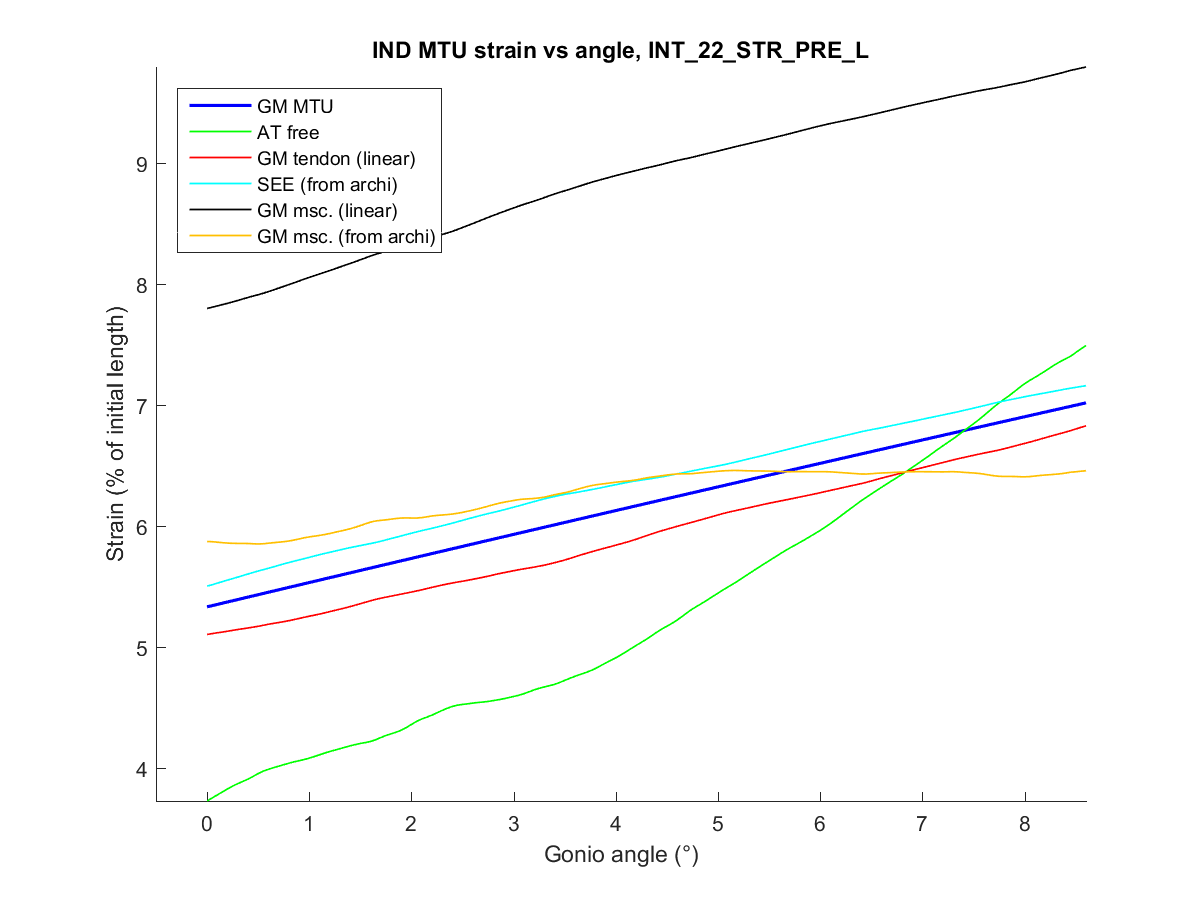 IND MTU strain vs angle, INT_22_STR_PRE_L
GM MTU
AT free
GM tendon (linear)
SEE (from archi)
GM msc. (linear)
GM msc. (from archi)
Strain (% of initial length)
9
8
7
6
5
4
0 1 2 3 4 5 6 7 8
Gonio angle (°)